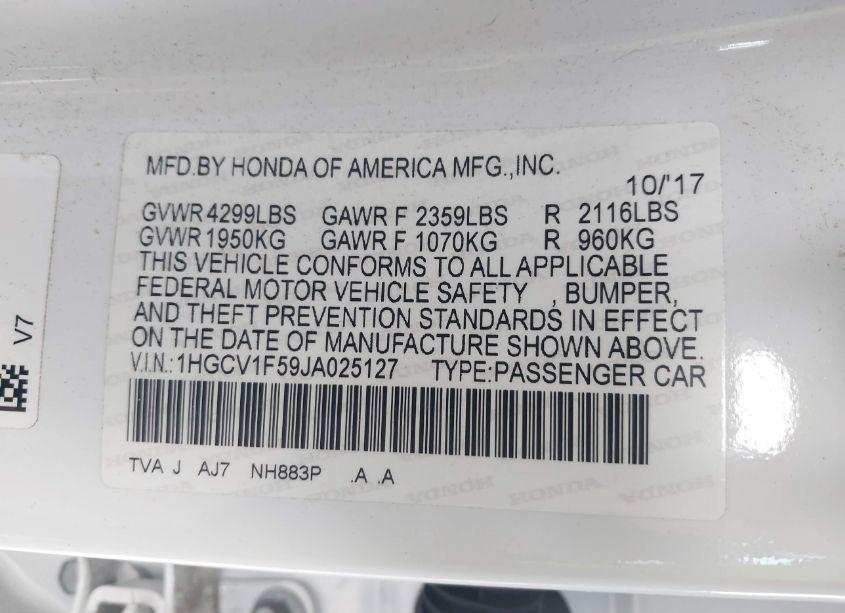 MFD.BY HONDA OF AMERICA MFG.,INC.
10/'17
GVWR 4299LBS GAWR F 2359LBS R 2116LBS
GVWR 1950KG GAWR F 1070KG R 960KG
THIS VEHICLE CONFORMS TO ALL APPLICABLE
FEDERAL MOTOR VEHICLE SAFETY , BUMPER,
AND THEFT PREVENTION STANDARDS IN EFFECT
ON THE DATE OF MANUFACTURE SHOWN ABOVE.
V.I.N.:1HGCV1F59JA025127 TYPE:PASSENGER CAR
TVA J AJ7 NH883P .A .A
V7
HONDA